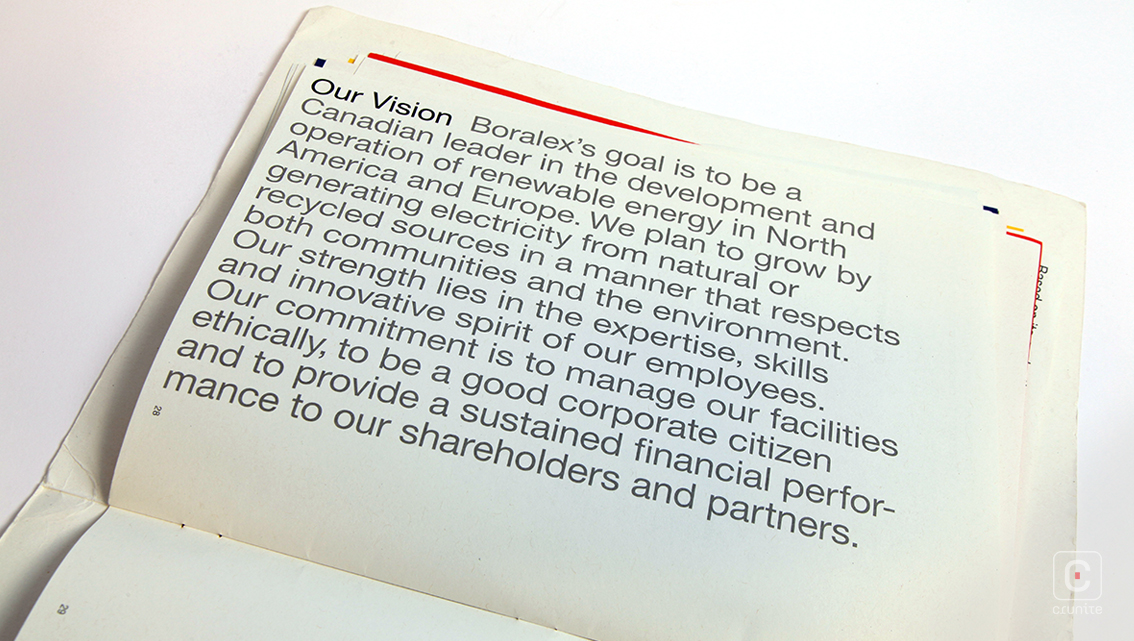 Our Vision Boralex's goal is to be a
Canadian leader in the development and
operation of renewable energy in North
America and Europe. We plan to grow by
generating electricity from natural or
recycled sources in a manner that respects
both communities and the environment.
Our strength lies in the expertise, skills
and innovative spirit of our employees.
Our commitment is to manage our facilities
ethically, to be a good corporate citizen
and to provide a sustained financial perfor-
mance to our shareholders and partners.
28
29
cruntte